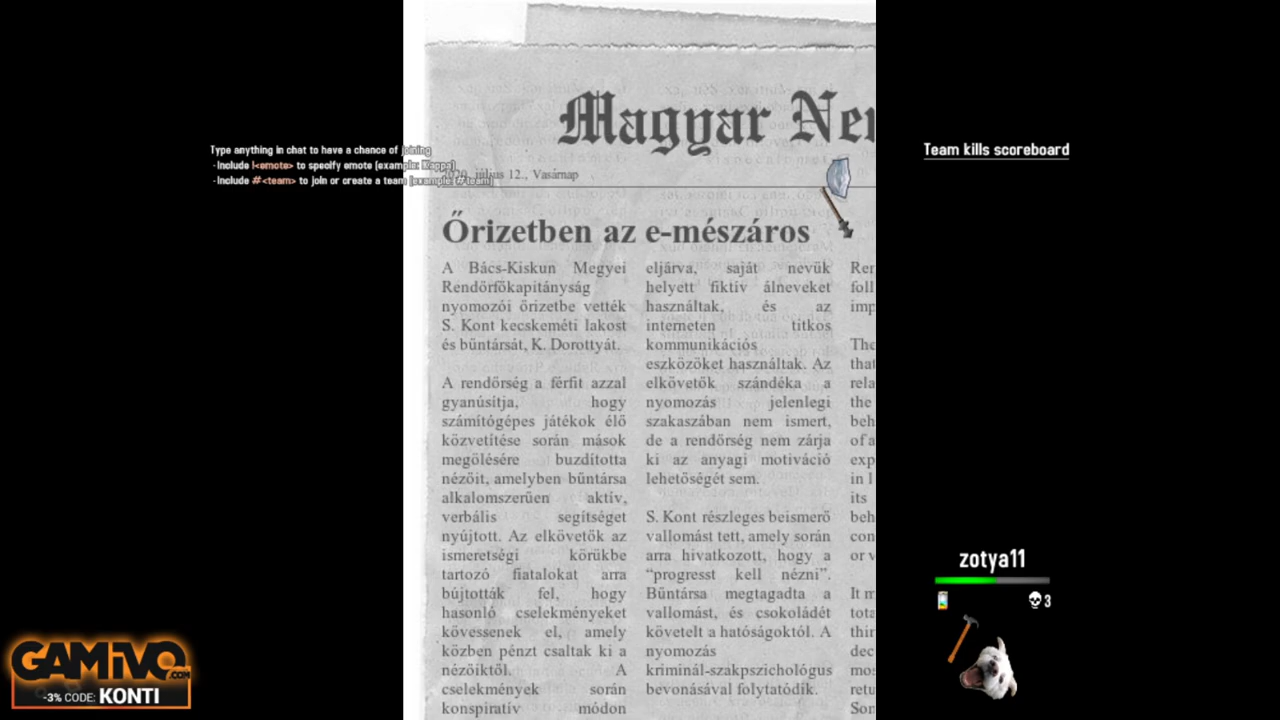 Type anything in chat to have a chance of joining
- Include !<emote> to specify emote (example: Kappa)
- Include #<team> to join or create a team (example: #team)
Team kills scoreboard
Magyar
július 12., Vasárnap
Őrizetben az e-mészáros
A Bács-Kiskun Megyei
Rendőrfőkapitányság
nyomozói őrizetbe vették
S. Kont kecskeméti lakost
és bűntársát, K. Dorottyát.
A rendőrség a férfit azzal
gyanúsítja, hogy
számítógépes játékok élő
közvetítése során mások
megölésére buzdította
nézőit, amelyben bűntársa
alkalomszerűen aktív,
verbális segítséget
nyújtott. Az elkövetők az
ismeretségi körükbe
tartozó fiatalokat arra
bújtották fel, hogy
hasonló cselekményeket
kövessenek el, amely
közben pénzt csaltak ki a
nézőiktől. A
cselekmények során
konspiratív módon
eljárva, saját nevük
helyett fiktív álneveket
használtak, és az
interneten titkos
kommunikációs
eszközöket használtak. Az
elkövetők szándéka a
nyomozás jelenlegi
szakaszában nem ismert,
de a rendőrség nem zárja
ki az anyagi motiváció
lehetőségét sem.
S. Kont részleges beismerő
vallomást tett, amely során
arra hivatkozott, hogy a
“progresst kell nézni”.
Bűntársa megtagadta a
vallomást, és csokoládét
követelt a hatóságoktól. A
nyomozás
kriminál-szakpszichológus
bevonásával folytatódik.
zotya11
3
GAMIVO.COM
-3% CODE: KONTI